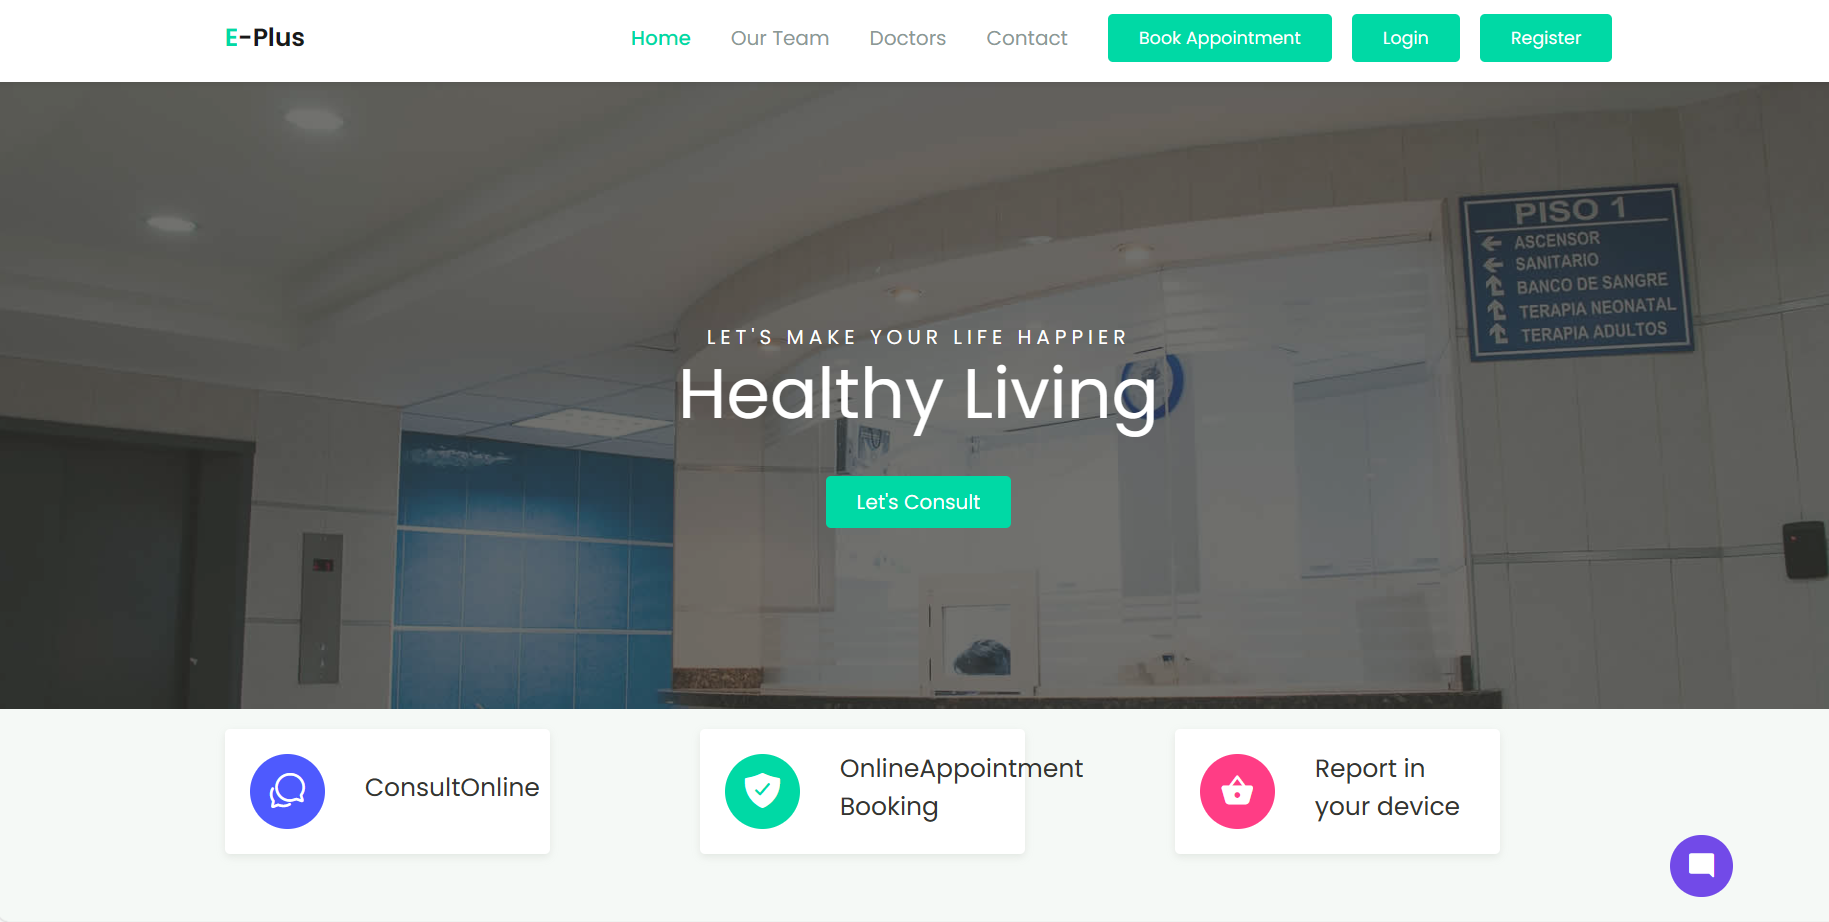 E-Plus
Home
Our Team
Doctors
Contact
Book Appointment
Login
Register
PISO 1
ASCENSOR
SANITARIO
BANCO DE SANGRE
TERAPIA NEONATAL
TERAPIA ADULTOS
LET'S MAKE YOUR LIFE HAPPIER
Healthy Living
Let's Consult
ConsultOnline
OnlineAppointment
Booking
Report in
your device